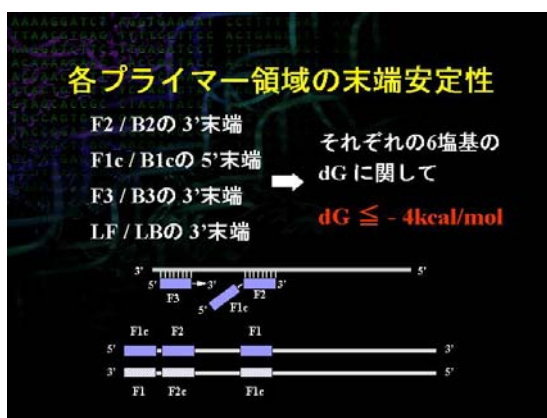 各プライマー領域の末端安定性
F2 / B2の 3’末端
F1c / B1cの 5’末端
F3 / B3の 3’末端
LF / LBの 3’末端
それぞれの6塩基の
dG に関して
dG ≦ - 4kcal/mol
3’ 5’
5’ F3 3’ 5’ F1c F2 3’
F1c F2 F1
5’ 3’
3’ 5’
F1 F2c F1c